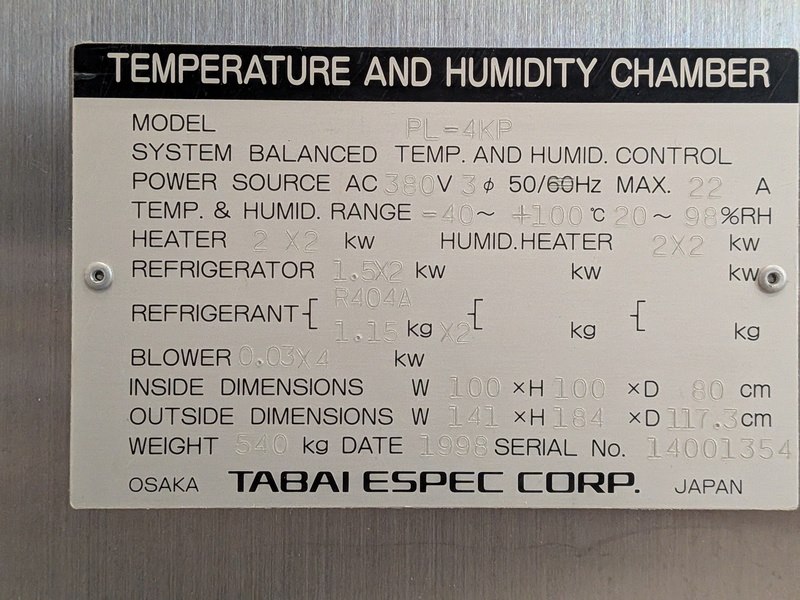 TEMPERATURE AND HUMIDITY CHAMBER
MODEL PL-4KP
SYSTEM BALANCED TEMP. AND HUMID. CONTROL
POWER SOURCE AC 380V 3φ 50/60Hz MAX. 22 A
TEMP. & HUMID. RANGE -40~ +100℃ 20~ 98%RH
HEATER 2 X2 kw HUMID.HEATER 2X2 kw
REFRIGERATOR 1.5X2 kw kw kw
REFRIGERANT { R404A 1.15 kg X2 { kg { kg
BLOWER 0.03X4 kw
INSIDE DIMENSIONS W 100 ×H 100 ×D 80 cm
OUTSIDE DIMENSIONS W 141 ×H 184 ×D 117.3cm
WEIGHT 540 kg DATE 1998 SERIAL No. 14001354
OSAKA TABAI ESPEC CORP. JAPAN